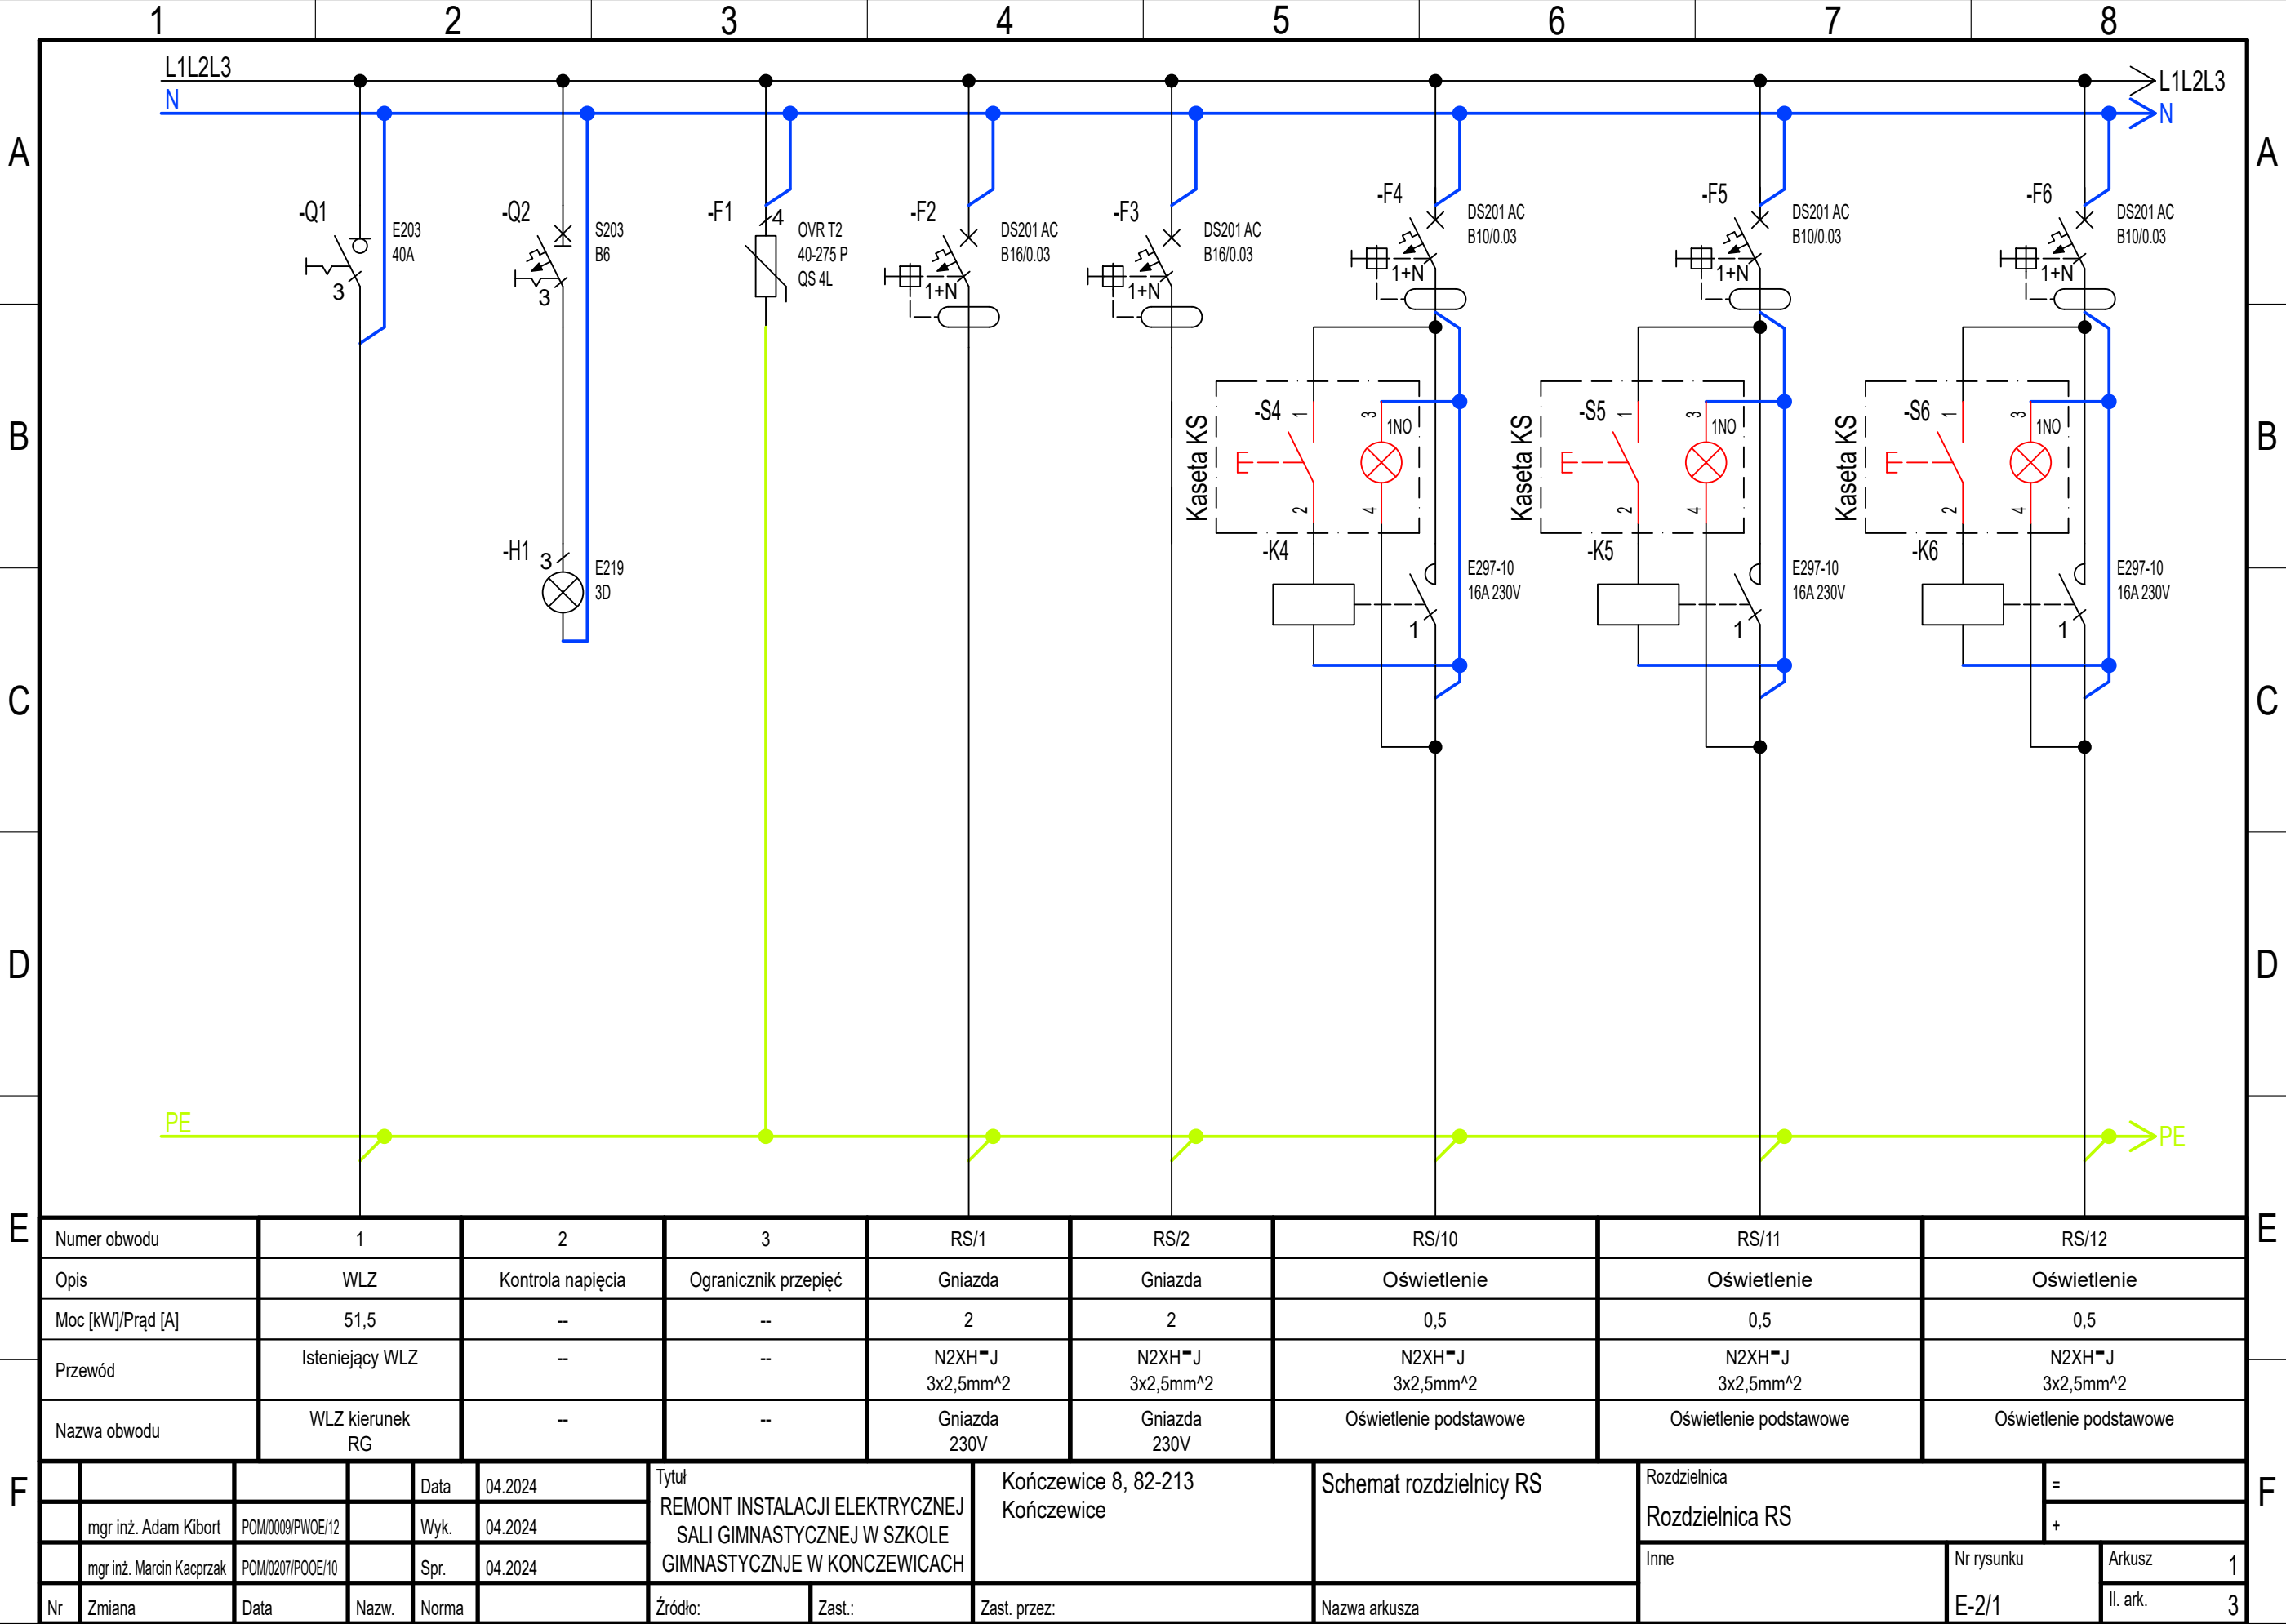 1 2 3 4 5 6 7 8
L1L2L3
L1L2L3
N
N
A
A
-Q1
E203
40A
3
-Q2
S203
B6
3
-F1
4
OVR T2
40-275 P
QS 4L
-F2
DS201 AC
B16/0.03
1+N
-F3
DS201 AC
B16/0.03
1+N
-F4
DS201 AC
B10/0.03
1+N
-F5
DS201 AC
B10/0.03
1+N
-F6
DS201 AC
B10/0.03
1+N
B
B
Kaseta KS
-S4
1
2
3
4
1NO
Kaseta KS
-S5
1
2
3
4
1NO
Kaseta KS
-S6
1
2
3
4
1NO
-H1
3
E219
3D
-K4
E297-10
16A 230V
1
-K5
E297-10
16A 230V
1
-K6
E297-10
16A 230V
1
C
C
D
D
PE
PE
E
E
Numer obwodu 1 2 3 RS/1 RS/2 RS/10 RS/11 RS/12
Opis WLZ Kontrola napięcia Ogranicznik przepięć Gniazda Gniazda Oświetlenie Oświetlenie Oświetlenie
Moc [kW]/Prąd [A] 51,5 -- -- 2 2 0,5 0,5 0,5
Przewód Isteniejący WLZ -- -- N2XH-J N2XH-J N2XH-J N2XH-J N2XH-J
3x2,5mm^2 3x2,5mm^2 3x2,5mm^2 3x2,5mm^2 3x2,5mm^2
Nazwa obwodu WLZ kierunek -- -- Gniazda Gniazda Oświetlenie podstawowe Oświetlenie podstawowe Oświetlenie podstawowe
RG 230V 230V
F
F
Data 04.2024
mgr inż. Adam Kibort POM/0009/PWOE/12 Wyk. 04.2024
mgr inż. Marcin Kacprzak POM/0207/POOE/10 Spr. 04.2024
Nr Zmiana Data Nazw. Norma
Tytuł
REMONT INSTALACJI ELEKTRYCZNEJ
SALI GIMNASTYCZNEJ W SZKOLE
GIMNASTYCZNJE W KONCZEWICACH
Źródło: Zast.: Zast. przez:
Kończewice 8, 82-213
Kończewice
Schemat rozdzielnicy RS
Nazwa arkusza
Rozdzielnica
Rozdzielnica RS
=
+
Inne
Nr rysunku
E-2/1
Arkusz 1
Il. ark. 3